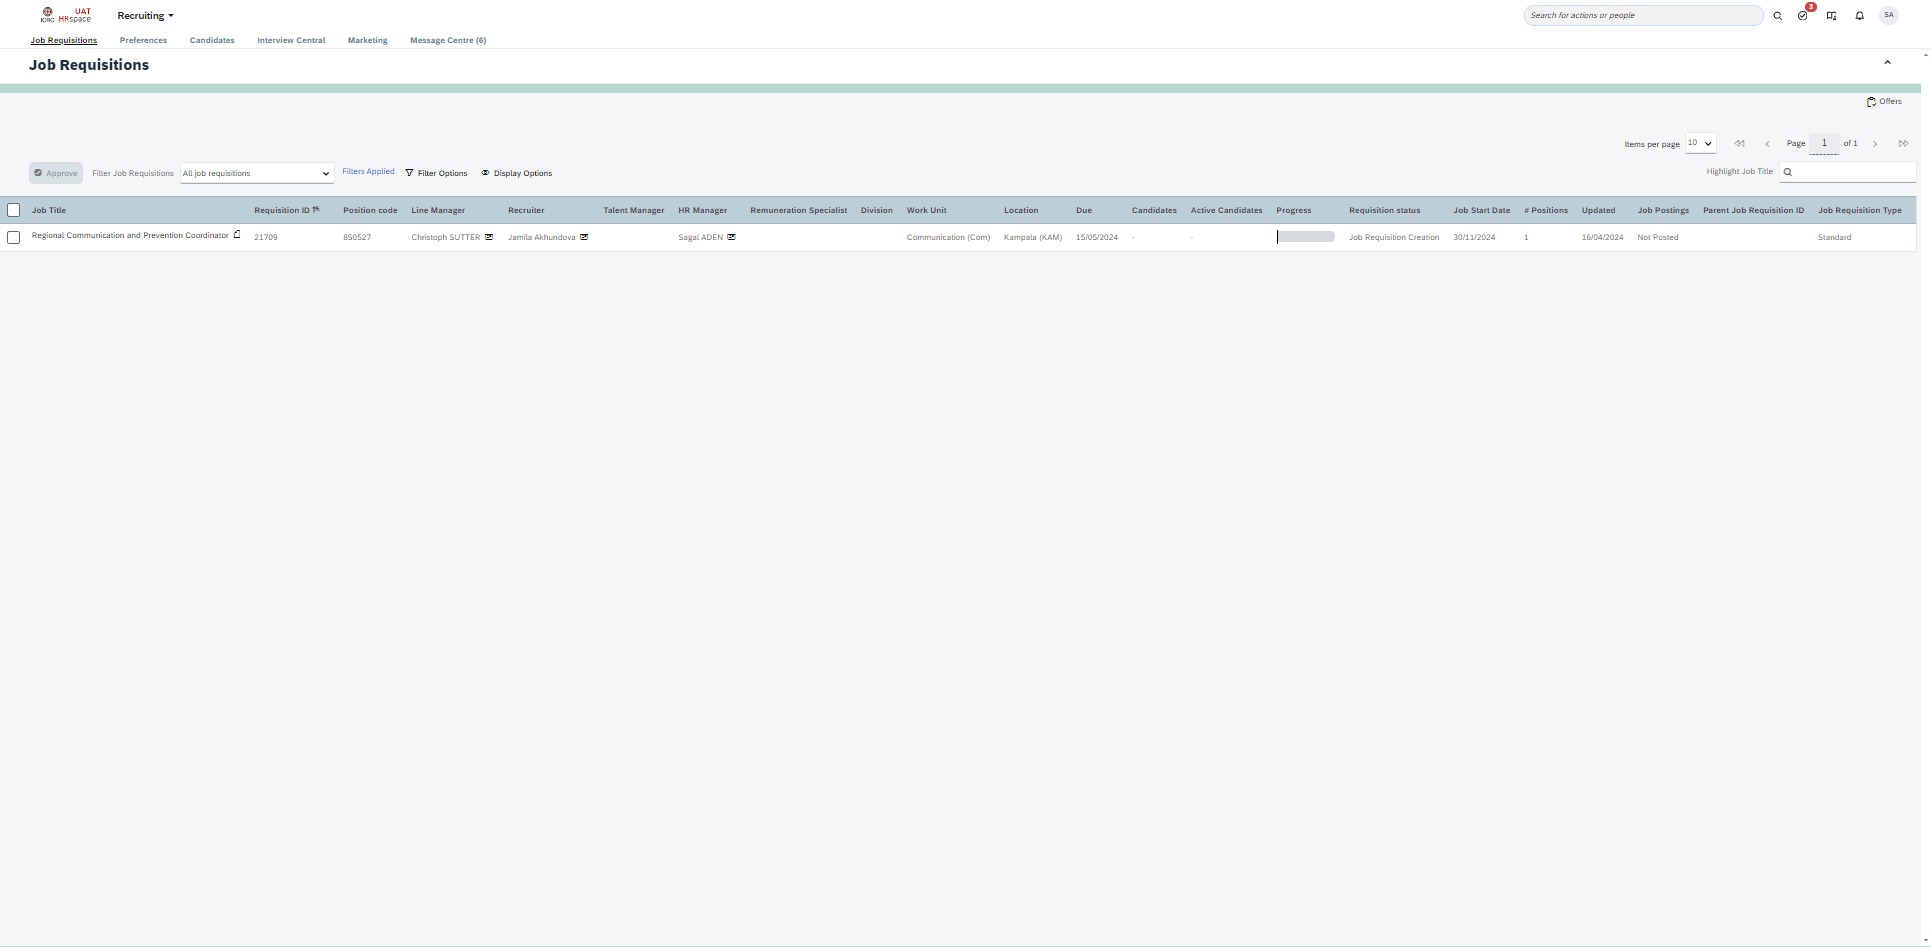 UAT
ICRC HRspace
Recruiting
Search for actions or people
3
SA
Job Requisitions Preferences Candidates Interview Central Marketing Message Centre (6)
Job Requisitions
Offers
Items per page 10 Page 1 of 1
Approve Filter Job Requisitions All job requisitions Filters Applied Filter Options Display Options Highlight Job Title
Job Title Requisition ID Position code Line Manager Recruiter Talent Manager HR Manager Remuneration Specialist Division Work Unit Location Due Candidates Active Candidates Progress Requisition status Job Start Date # Positions Updated Job Postings Parent Job Requisition ID Job Requisition Type
Regional Communication and Prevention Coordinator 21709 850527 Christoph SUTTER Jamila Akhundova Sagal ADEN Communication (Com) Kampala (KAM) 15/05/2024 - - Job Requisition Creation 30/11/2024 1 16/04/2024 Not Posted Standard